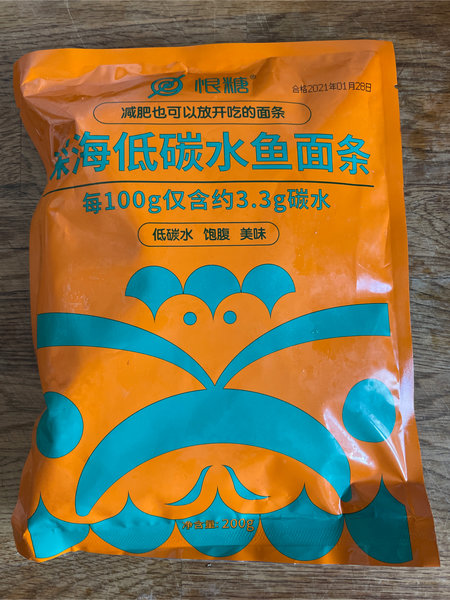 恨糖
合格2021年01月28日
减肥也可以放开吃的面条
深海低碳水鱼面条
每100g仅含约3.3g碳水
低碳水 饱腹 美味
净含量: 200g